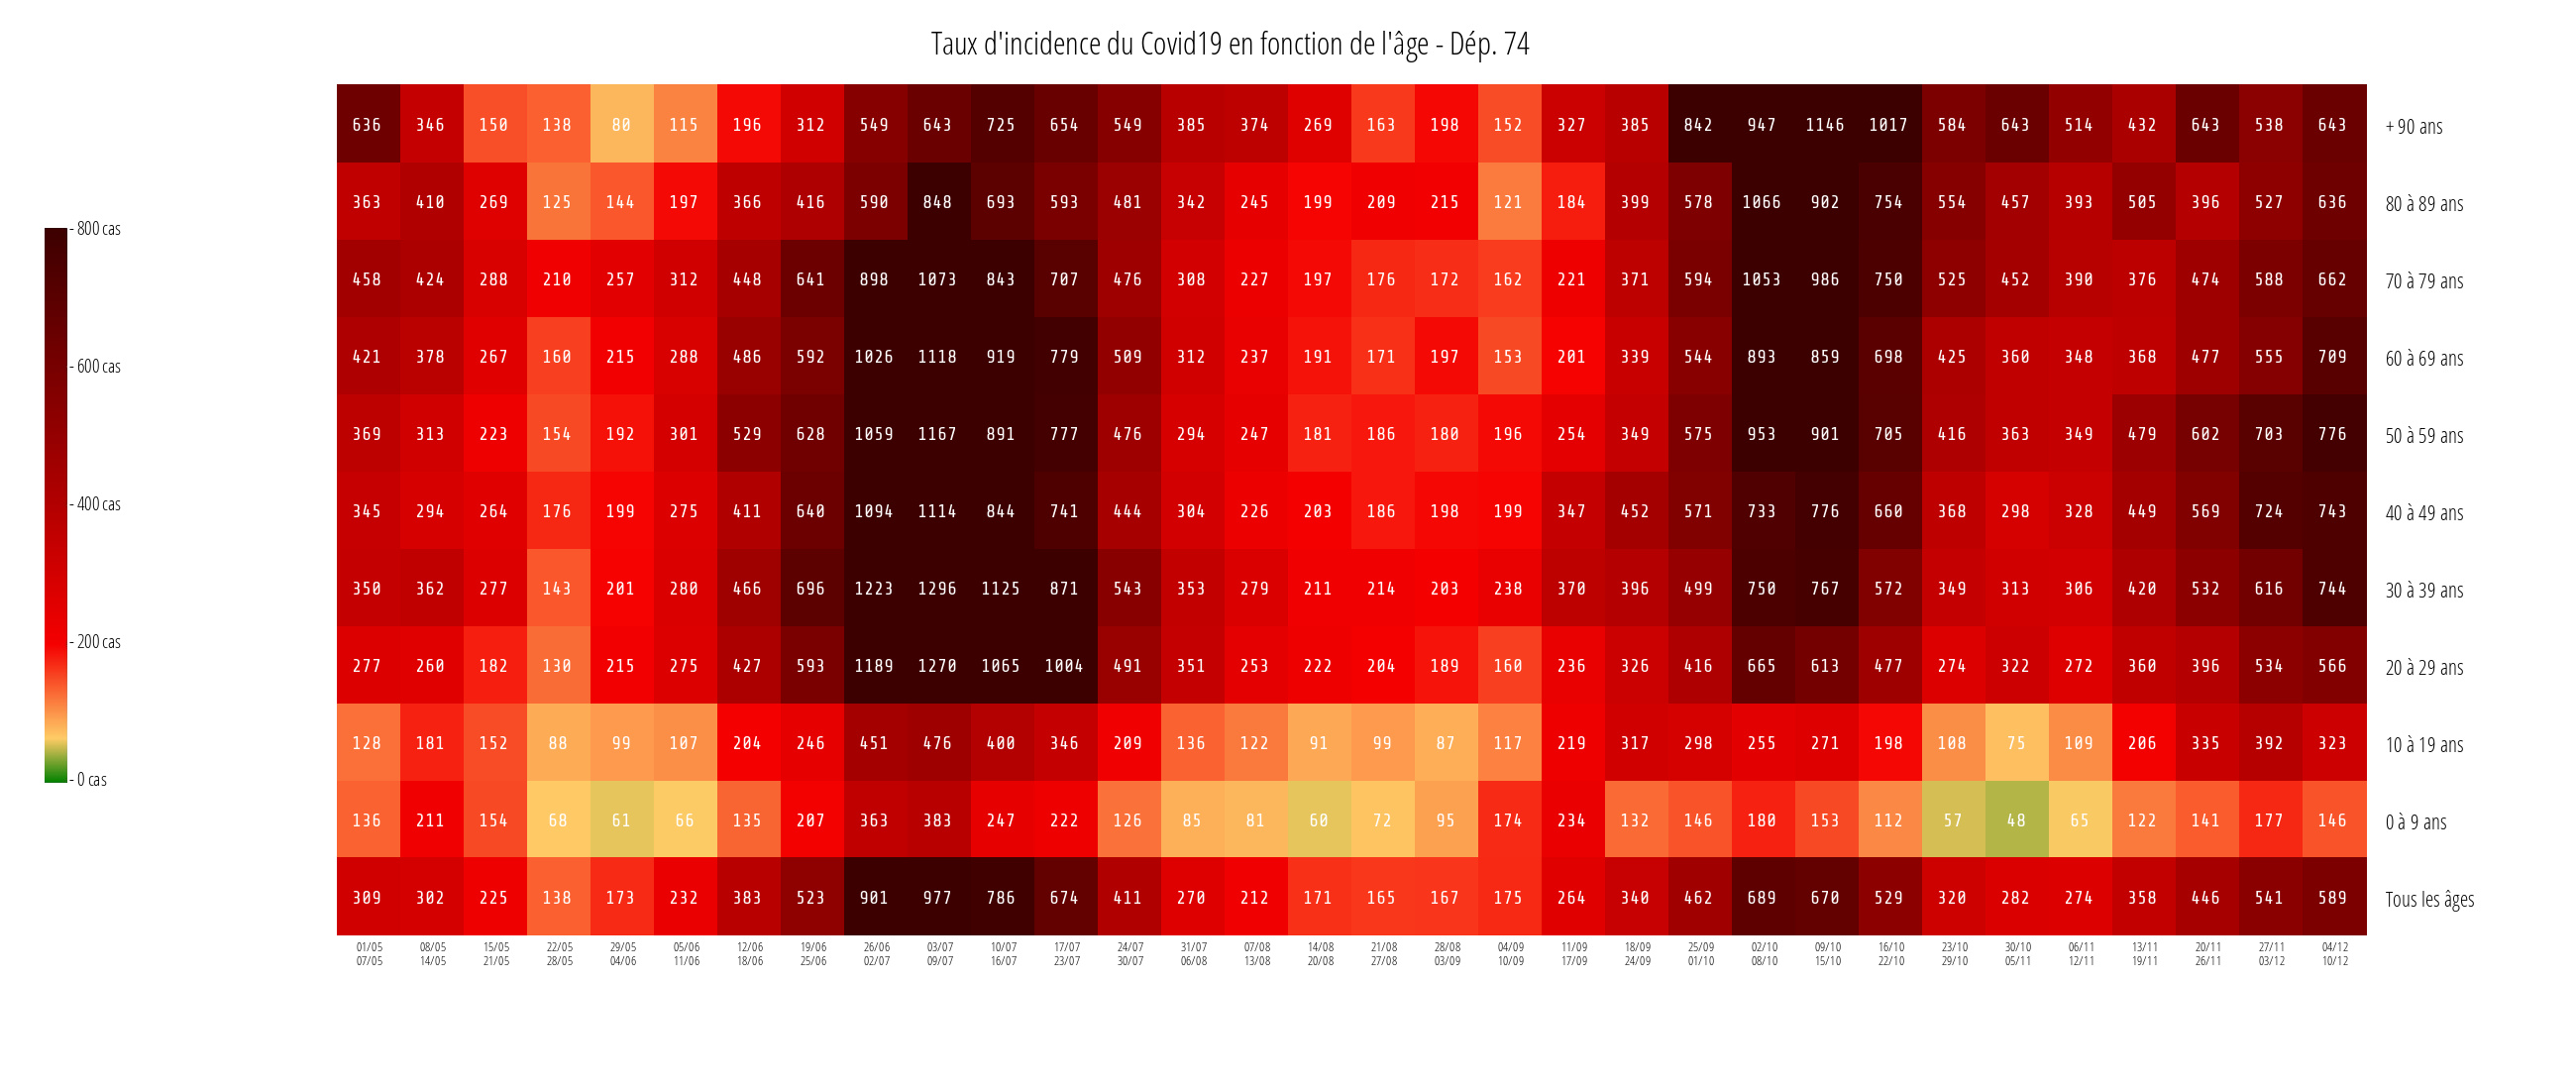 Taux d'incidence du Covid19 en fonction de l'âge - Dép. 74
- 800 cas
- 600 cas
- 400 cas
- 200 cas
- 0 cas
636 346 150 138 80 115 196 312 549 643 725 654 549 385 374 269 163 198 152 327 385 842 947 1146 1017 584 643 514 432 643 538 643 + 90 ans
363 410 269 125 144 197 366 416 590 848 693 593 481 342 245 199 209 215 121 184 399 578 1066 902 754 554 457 393 505 396 527 636 80 à 89 ans
458 424 288 210 257 312 448 641 898 1073 843 707 476 308 227 197 176 172 162 221 371 594 1053 986 750 525 452 390 376 474 588 662 70 à 79 ans
421 378 267 160 215 288 486 592 1026 1118 919 779 509 312 237 191 171 197 153 201 339 544 893 859 698 425 360 348 368 477 555 709 60 à 69 ans
369 313 223 154 192 301 529 628 1059 1167 891 777 476 294 247 181 186 180 196 254 349 575 953 901 705 416 363 349 479 602 703 776 50 à 59 ans
345 294 264 176 199 275 411 640 1094 1114 844 741 444 304 226 203 186 198 199 347 452 571 733 776 660 368 298 328 449 569 724 743 40 à 49 ans
350 362 277 143 201 280 466 696 1223 1296 1125 871 543 353 279 211 214 203 238 370 396 499 750 767 572 349 313 306 420 532 616 744 30 à 39 ans
277 260 182 130 215 275 427 593 1189 1270 1065 1004 491 351 253 222 204 189 160 236 326 416 665 613 477 274 322 272 360 396 534 566 20 à 29 ans
128 181 152 88 99 107 204 246 451 476 400 346 209 136 122 91 99 87 117 219 317 298 255 271 198 108 75 109 206 335 392 323 10 à 19 ans
136 211 154 68 61 66 135 207 363 383 247 222 126 85 81 60 72 95 174 234 132 146 180 153 112 57 48 65 122 141 177 146 0 à 9 ans
309 302 225 138 173 232 383 523 901 977 786 674 411 270 212 171 165 167 175 264 340 462 689 670 529 320 282 274 358 446 541 589 Tous les âges
01/05 08/05 15/05 22/05 29/05 05/06 12/06 19/06 26/06 03/07 10/07 17/07 24/07 31/07 07/08 14/08 21/08 28/08 04/09 11/09 18/09 25/09 02/10 09/10 16/10 23/10 30/10 06/11 13/11 20/11 27/11 04/12
07/05 14/05 21/05 28/05 04/06 11/06 18/06 25/06 02/07 09/07 16/07 23/07 30/07 06/08 13/08 20/08 27/08 03/09 10/09 17/09 24/09 01/10 08/10 15/10 22/10 29/10 05/11 12/11 19/11 26/11 03/12 10/12